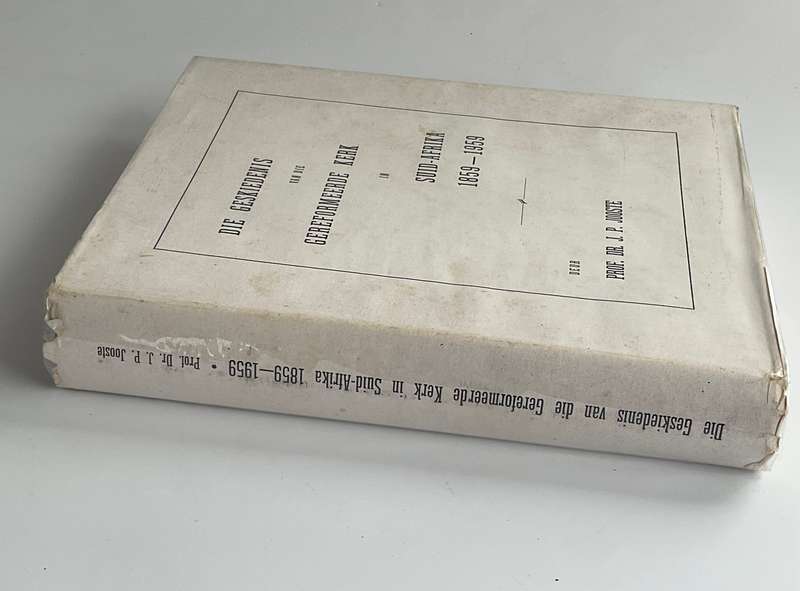 DIE GESKIEDENIS
VAN DIE
GEREFORMEERDE KERK
IN
SUID-AFRIKA
1859—1959
DEUR
PROF. DR. J. P. JOOSTE
Die Geskiedenis van die Gereformeerde Kerk in Suid-Afrika 1859—1959 • Prof. Dr. J. P. Jooste